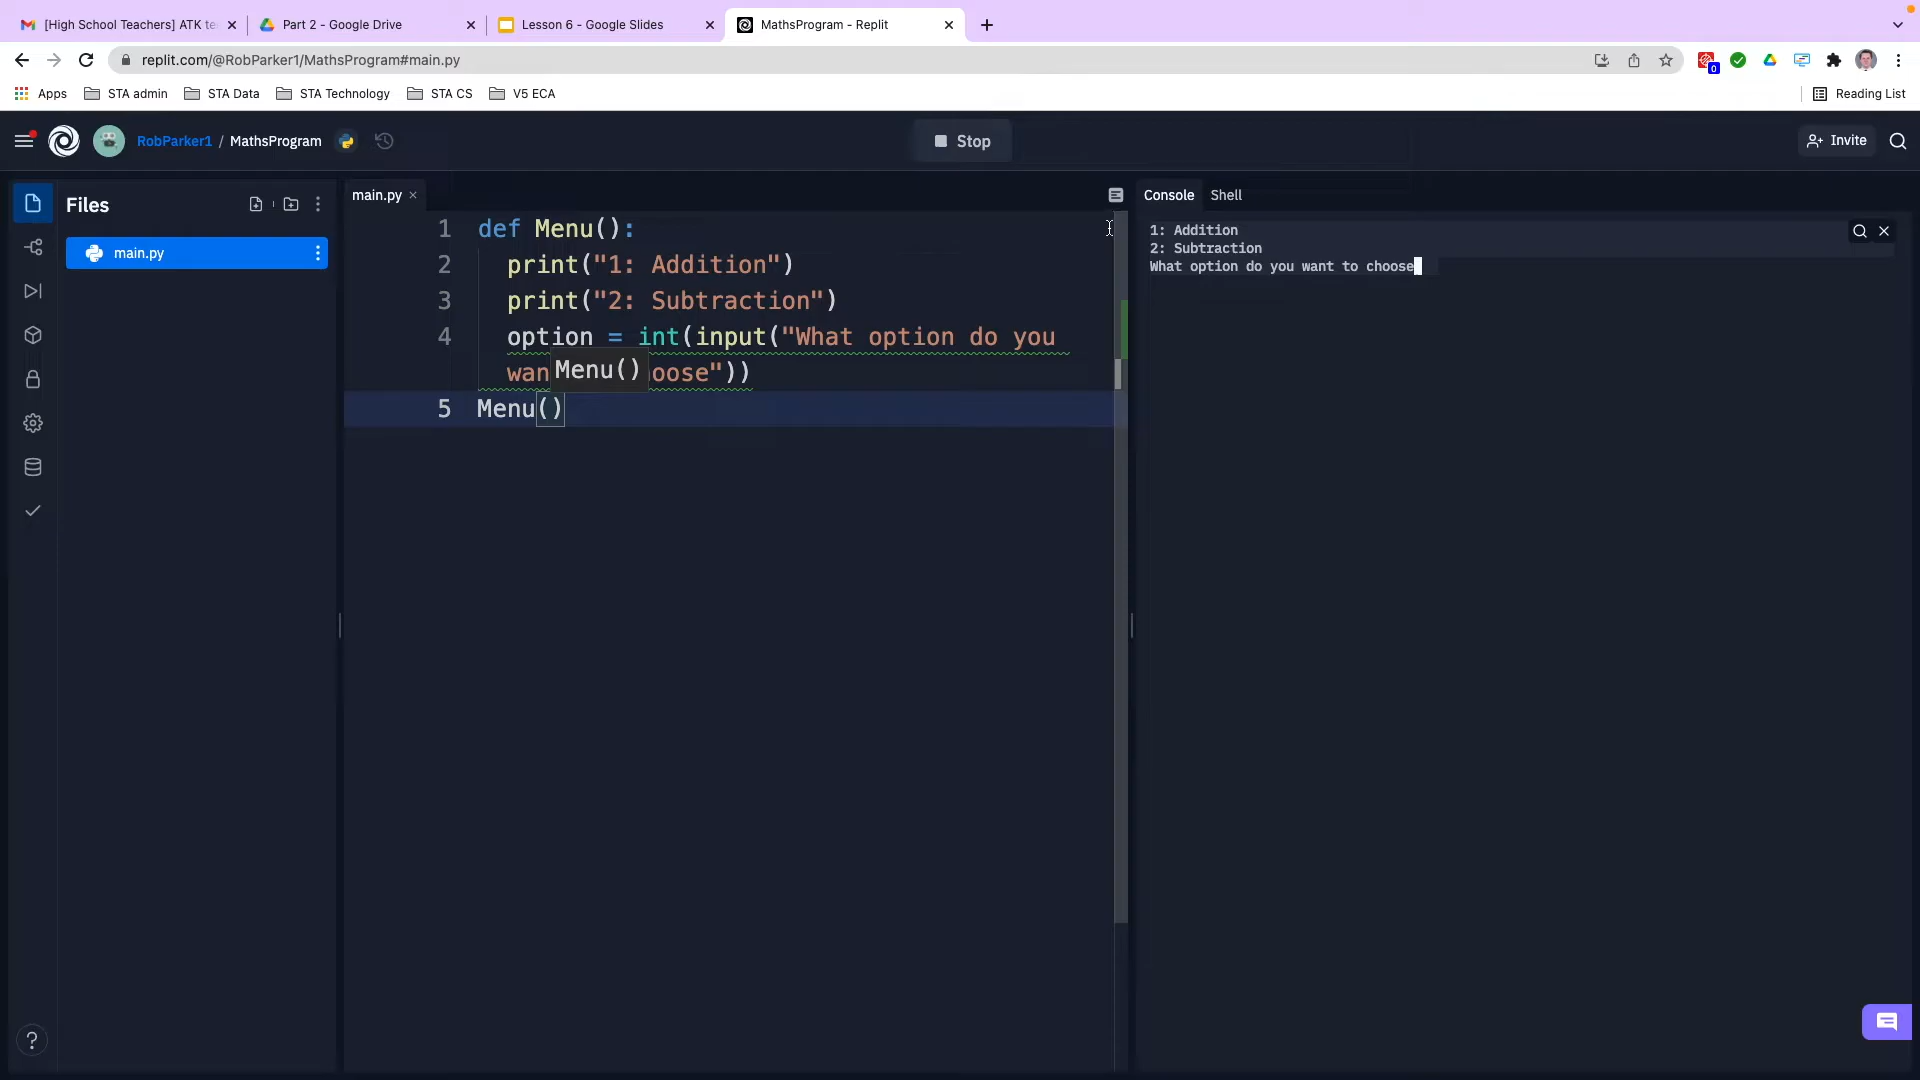 [High School Teachers] ATK te
Part 2 - Google Drive
Lesson 6 - Google Slides
MathsProgram - Replit
replit.com/@RobParker1/MathsProgram#main.py
0
Apps
STA admin
STA Data
STA Technology
STA CS
V5 ECA
Reading List
RobParker1 / MathsProgram
Stop
Invite
Files
main.py
main.py
1 def Menu():
2 print("1: Addition")
3 print("2: Subtraction")
4 option = int(input("What option do you
wan oose"))
Menu()
5 Menu()
Console
Shell
1: Addition
2: Subtraction
What option do you want to choose
?